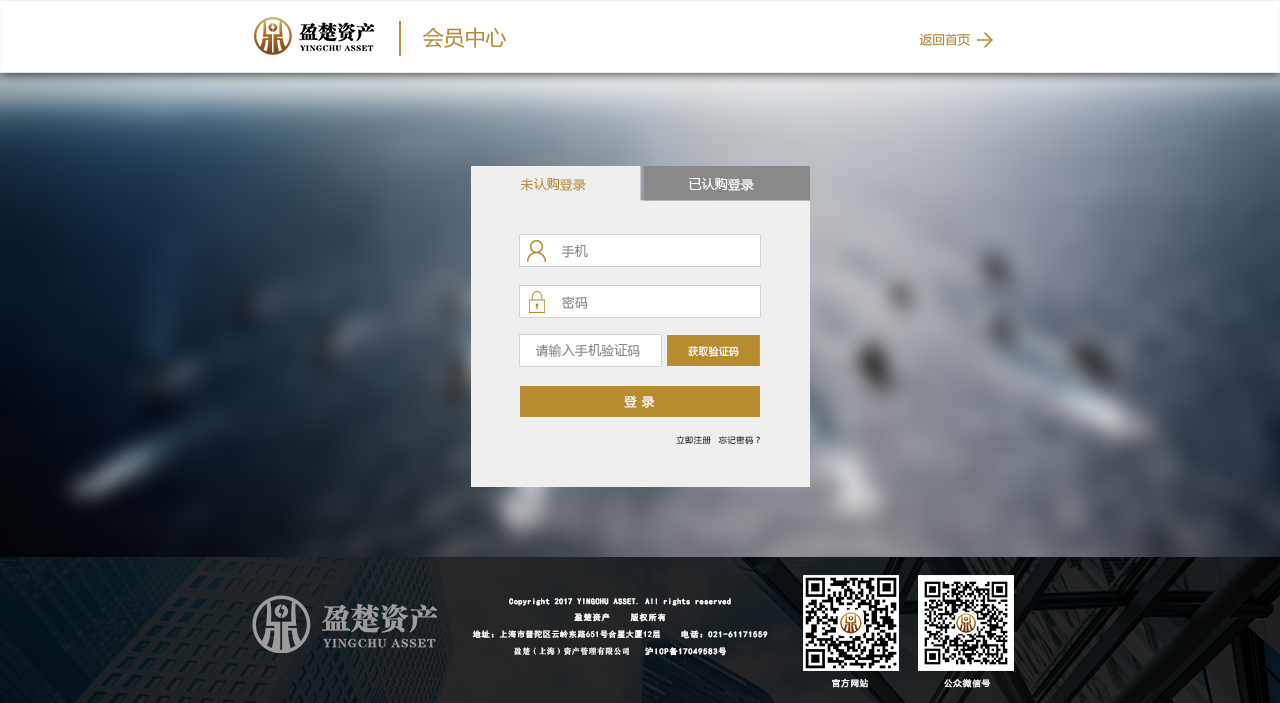 盈楚资产
YINGCHU ASSET
会员中心
返回首页
未认购登录
已认购登录
手机
密码
请输入手机验证码
获取验证码
登 录
立即注册 忘记密码？
盈楚资产
YINGCHU ASSET
Copyright 2017 YINGCHU ASSET. All rights reserved
盈楚资产 版权所有
地址：上海市普陀区云岭东路651号合星大厦12层 电话：021-61171559
盈楚（上海）资产管理有限公司 沪ICP备17049583号
官方网站
公众微信号